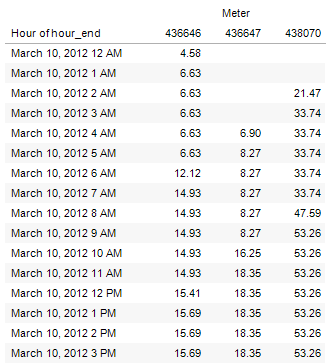 Meter
Hour of hour_end 436646 436647 438070
March 10, 2012 12 AM 4.58
March 10, 2012 1 AM 6.63
March 10, 2012 2 AM 6.63 21.47
March 10, 2012 3 AM 6.63 33.74
March 10, 2012 4 AM 6.63 6.90 33.74
March 10, 2012 5 AM 6.63 8.27 33.74
March 10, 2012 6 AM 12.12 8.27 33.74
March 10, 2012 7 AM 14.93 8.27 33.74
March 10, 2012 8 AM 14.93 8.27 47.59
March 10, 2012 9 AM 14.93 8.27 53.26
March 10, 2012 10 AM 14.93 16.25 53.26
March 10, 2012 11 AM 14.93 18.35 53.26
March 10, 2012 12 PM 15.41 18.35 53.26
March 10, 2012 1 PM 15.69 18.35 53.26
March 10, 2012 2 PM 15.69 18.35 53.26
March 10, 2012 3 PM 15.69 18.35 53.26